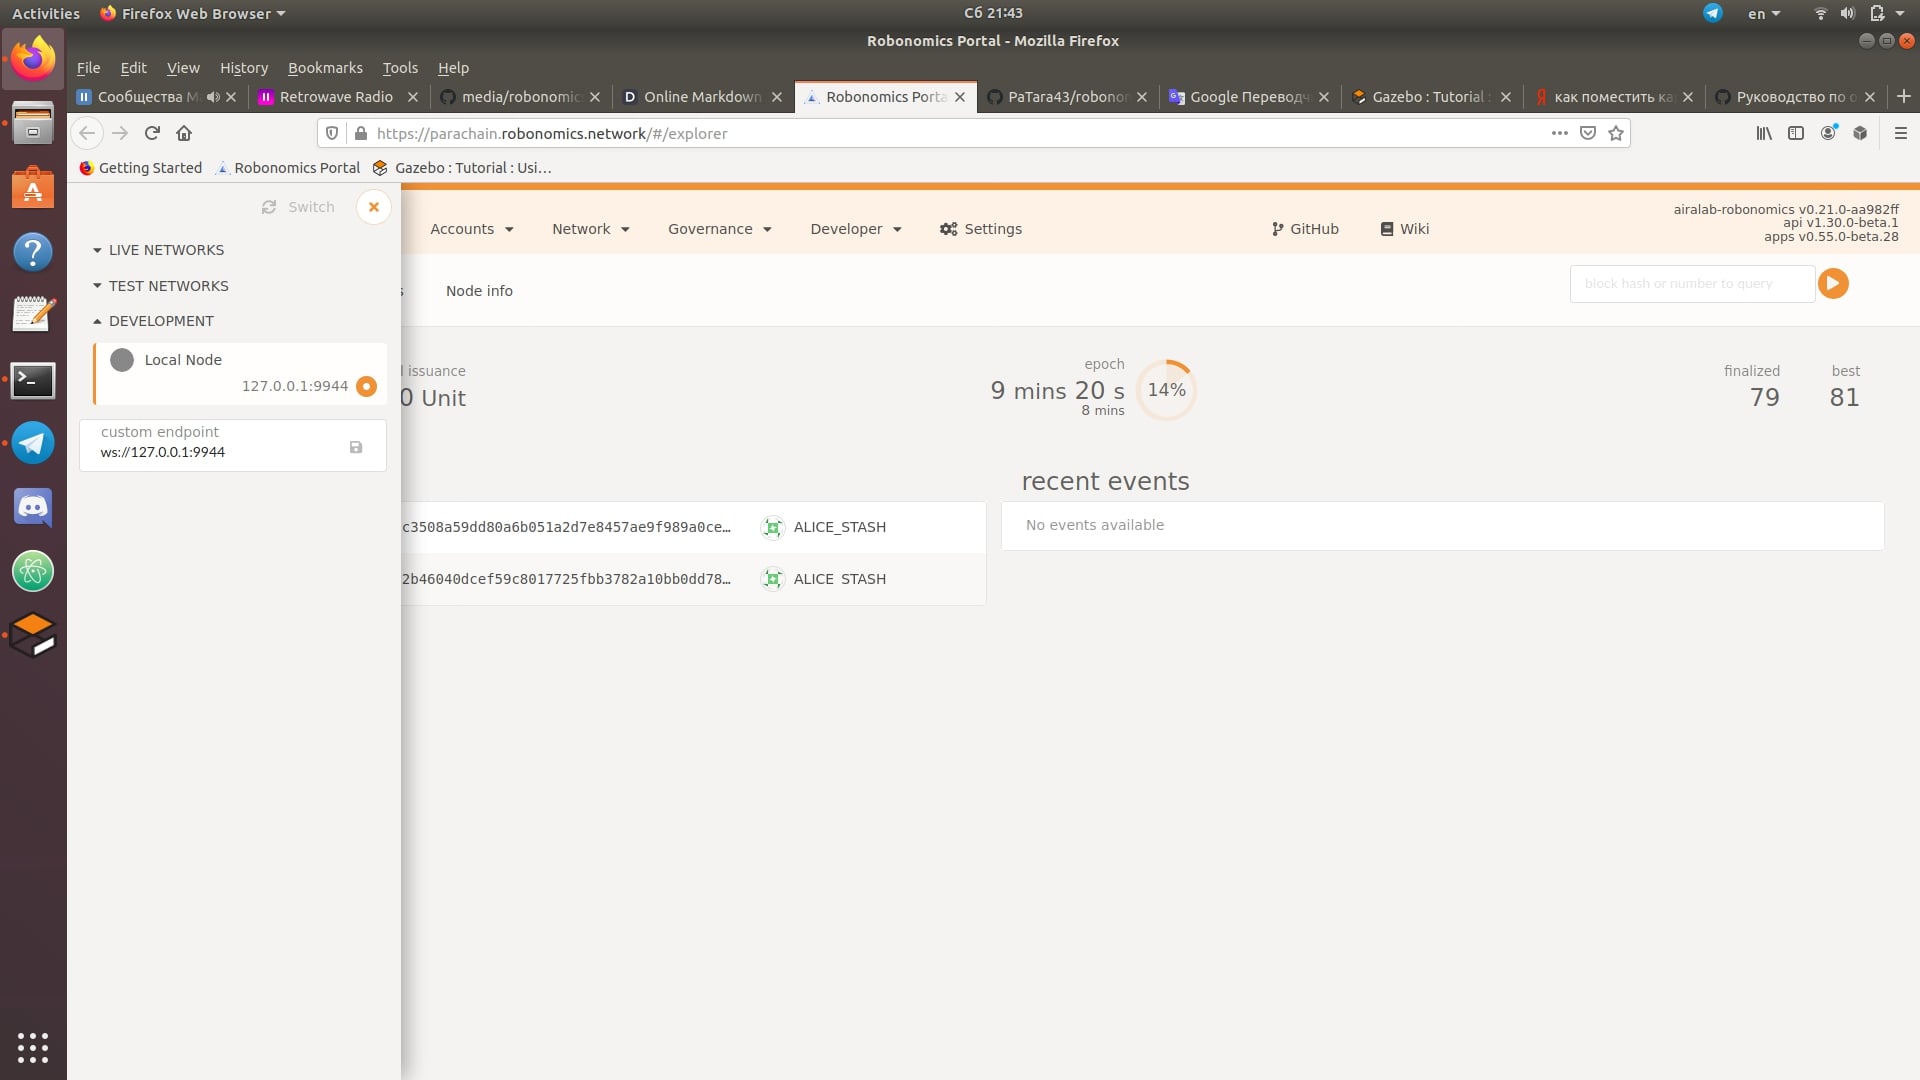 Activities Firefox Web Browser Сб 21:43 en
Robonomics Portal - Mozilla Firefox
File Edit View History Bookmarks Tools Help
Сообщества М Retrowave Radio media/robonomic Online Markdown Robonomics Porta PaTara43/robonor Google Переводч Gazebo : Tutorial : как поместить ка Руководство по о
https://parachain.robonomics.network/#/explorer
Getting Started Robonomics Portal Gazebo : Tutorial : Usi...
Switch
LIVE NETWORKS
TEST NETWORKS
DEVELOPMENT
Local Node
127.0.0.1:9944
custom endpoint
ws://127.0.0.1:9944
Accounts Network Governance Developer Settings GitHub Wiki
airalab-robonomics v0.21.0-aa982ff
api v1.30.0-beta.1
apps v0.55.0-beta.28
s Node info
block hash or number to query
l issuance
0 Unit
epoch
9 mins 20 s
8 mins
14%
finalized best
79 81
recent events
c3508a59dd80a6b051a2d7e8457ae9f989a0ce… ALICE_STASH
No events available
2b46040dcef59c8017725fbb3782a10bb0dd78… ALICE_STASH